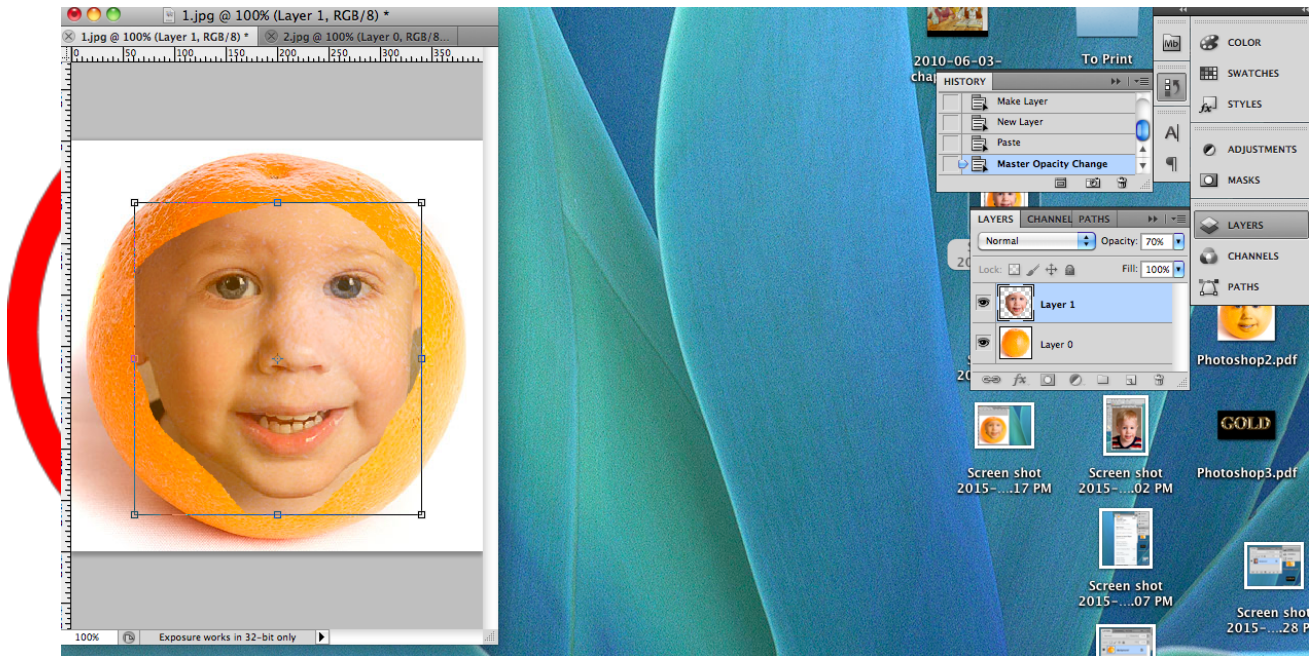 1.jpg @ 100% (Layer 1, RGB/8) *
1.jpg @ 100% (Layer 1, RGB/8) *
2.jpg @ 100% (Layer 0, RGB/8...
0 50 100 150 200 250 300 350
100%
Exposure works in 32-bit only
2010-06-03-
To Print
HISTORY
Make Layer
New Layer
Paste
Master Opacity Change
LAYERS CHANNEL PATHS
Normal
Opacity: 70%
Lock:
Fill: 100%
Layer 1
Layer 0
fx
Mb
A
COLOR
SWATCHES
fx STYLES
ADJUSTMENTS
MASKS
LAYERS
CHANNELS
PATHS
Photoshop2.pdf
GOLD
Photoshop3.pdf
Screen shot
2015-....17 PM
Screen shot
2015-....02 PM
Screen shot
2015-....07 PM
Screen shot
2015-....28 P